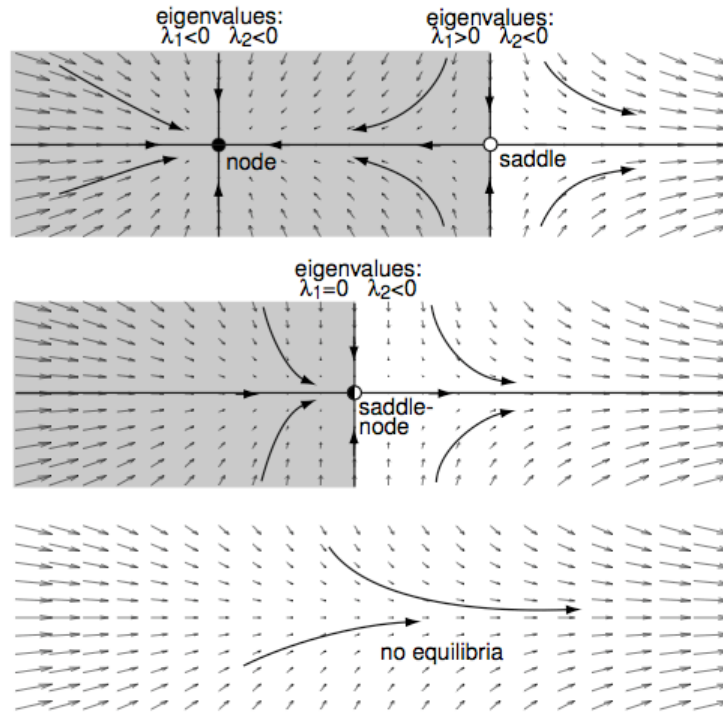 eigenvalues:
λ₁<0 λ₂<0
eigenvalues:
λ₁>0 λ₂<0
node
saddle
eigenvalues:
λ₁=0 λ₂<0
saddle-
node
no equilibria